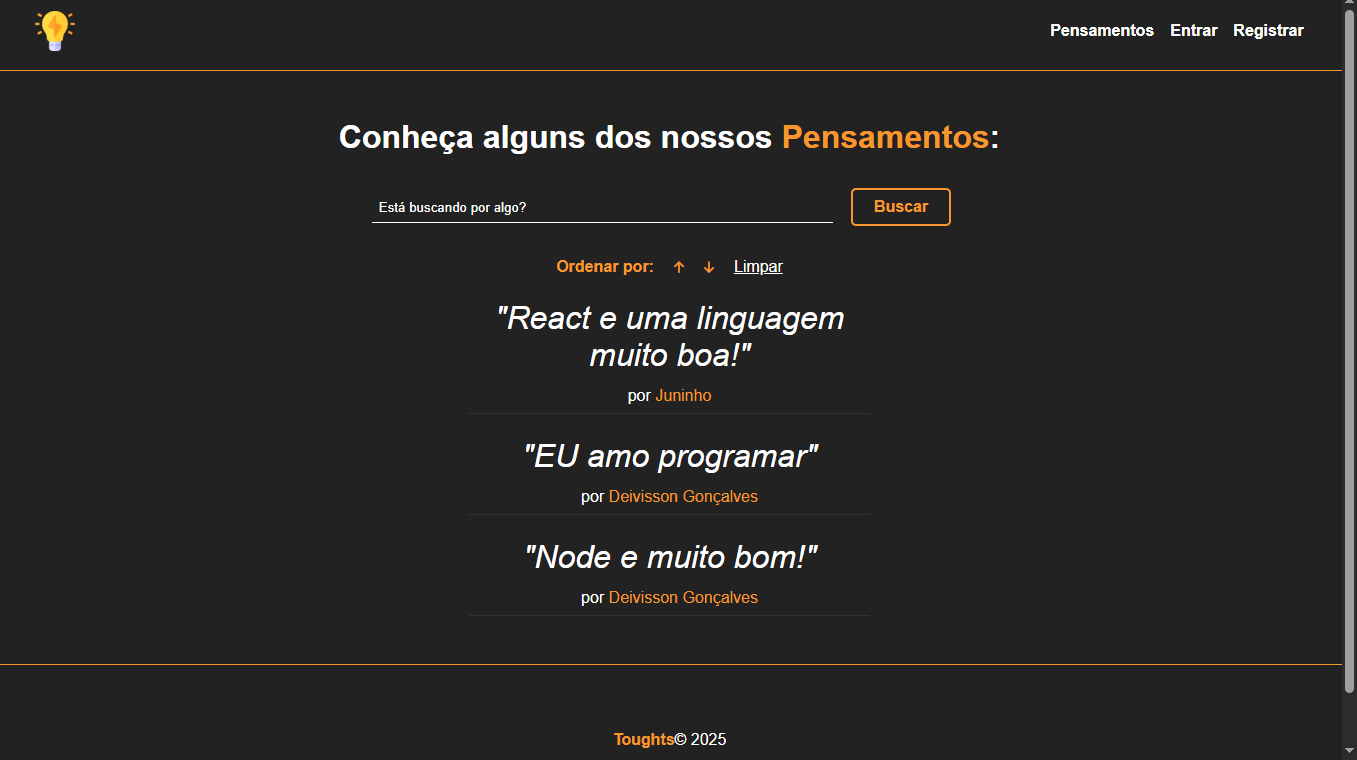 Pensamentos Entrar Registrar
Conheça alguns dos nossos Pensamentos:
Está buscando por algo? Buscar
Ordenar por: ↑ ↓ Limpar
"React e uma linguagem
muito boa!"
por Juninho
"EU amo programar"
por Deivisson Gonçalves
"Node e muito bom!"
por Deivisson Gonçalves
Toughts© 2025